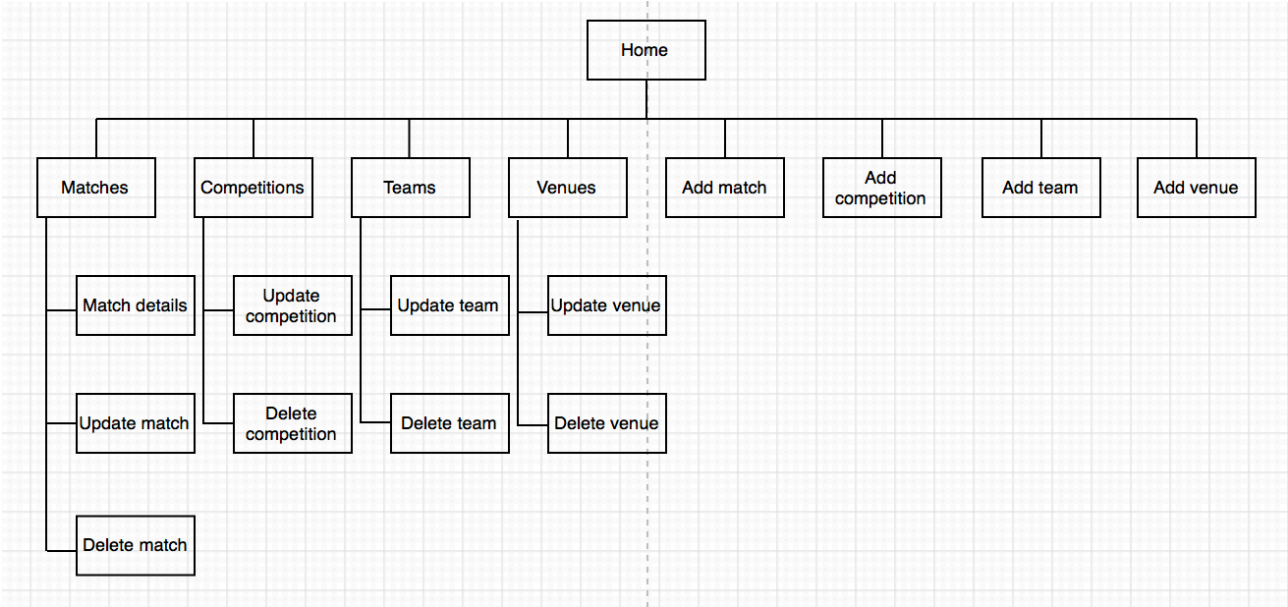 Home
Matches
Competitions
Teams
Venues
Add match
Add
competition
Add team
Add venue
Match details
Update
competition
Update team
Update venue
Update match
Delete
competition
Delete team
Delete venue
Delete match